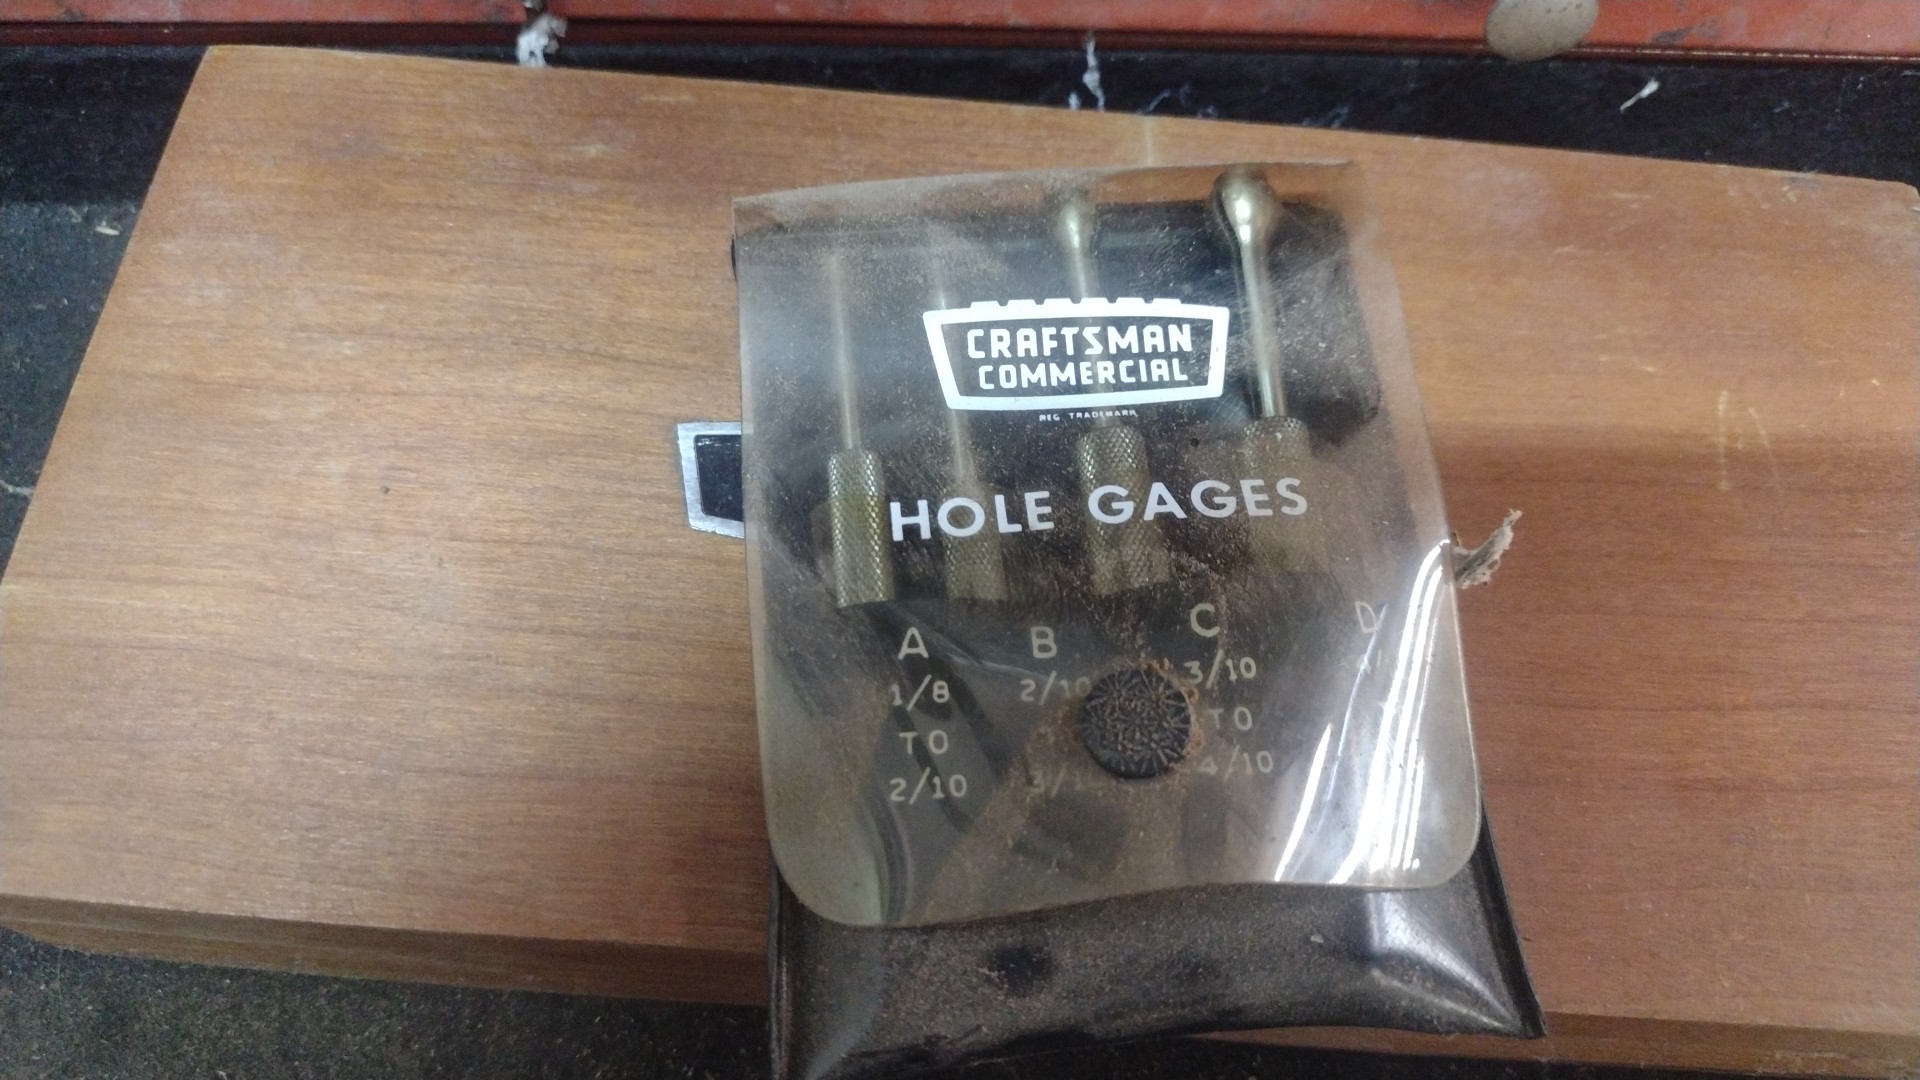 CRAFTSMAN
COMMERCIAL
REG. TRADEMARK
HOLE GAGES
A B C D
1/8 2/10 3/10
TO TO
2/10 4/10